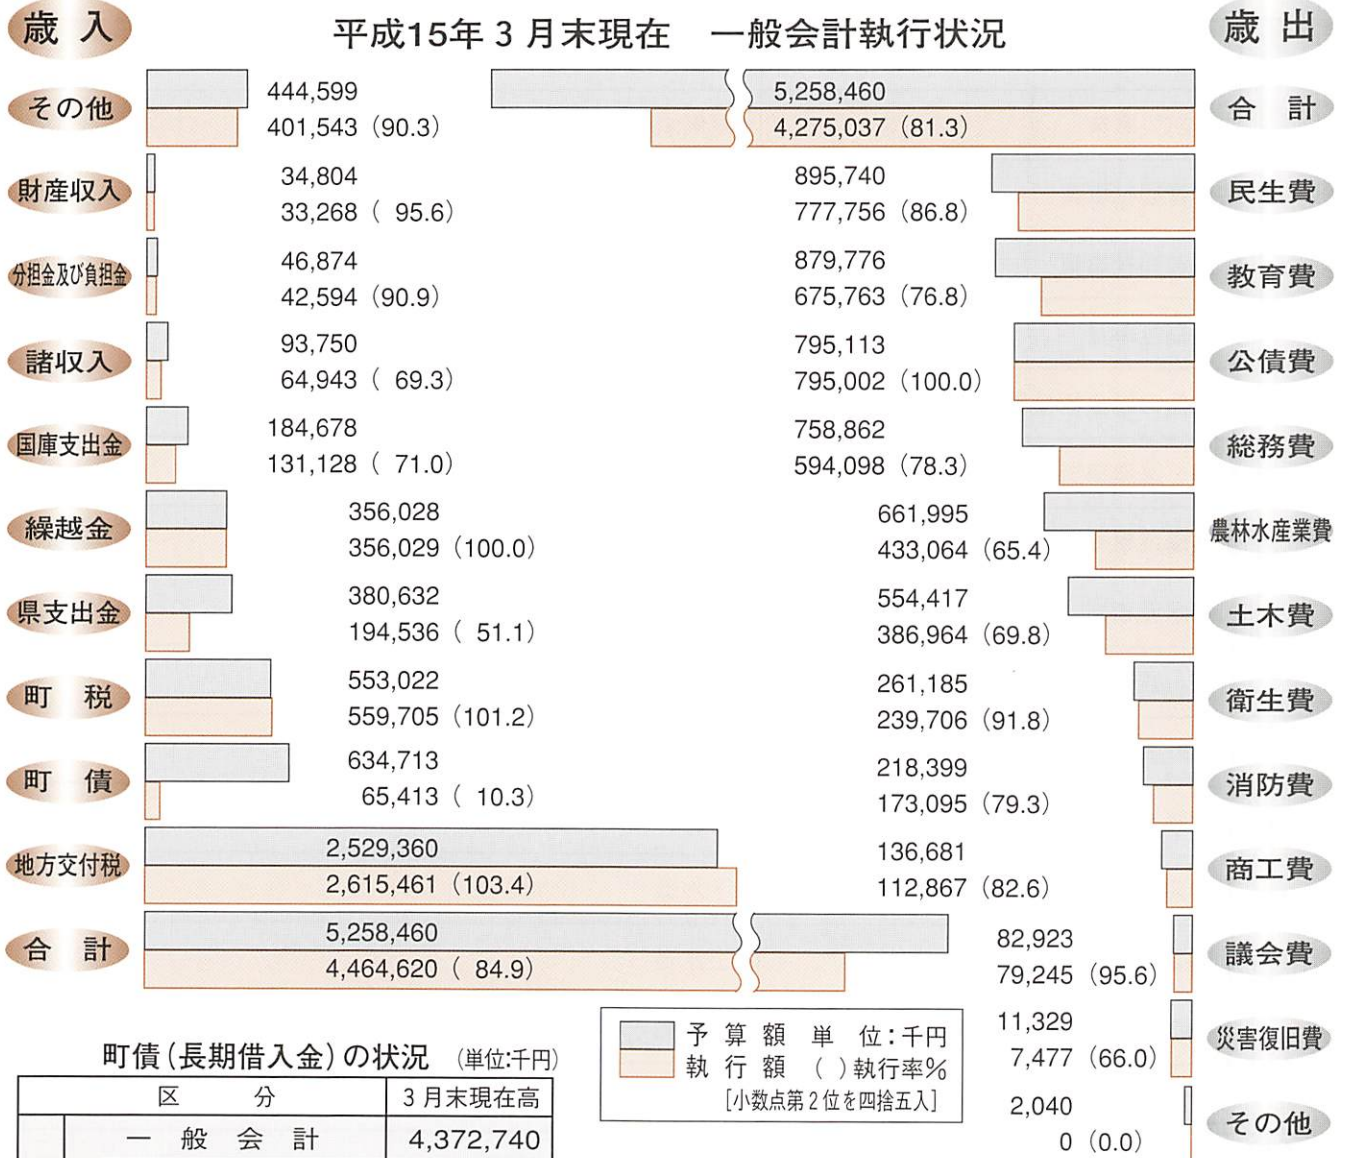 歳入
平成15年3月末現在 一般会計執行状況
歳出
その他
444,599
401,543 (90.3)
財産収入
34,804
33,268 ( 95.6)
分担金及び負担金
46,874
42,594 (90.9)
諸収入
93,750
64,943 ( 69.3)
国庫支出金
184,678
131,128 ( 71.0)
繰越金
356,028
356,029 (100.0)
県支出金
380,632
194,536 ( 51.1)
町税
553,022
559,705 (101.2)
町債
634,713
65,413 ( 10.3)
地方交付税
2,529,360
2,615,461 (103.4)
合計
5,258,460
4,464,620 ( 84.9)
5,258,460
4,275,037 (81.3)
合計
895,740
777,756 (86.8)
民生費
879,776
675,763 (76.8)
教育費
795,113
795,002 (100.0)
公債費
758,862
594,098 (78.3)
総務費
661,995
433,064 (65.4)
農林水産業費
554,417
386,964 (69.8)
土木費
261,185
239,706 (91.8)
衛生費
218,399
173,095 (79.3)
消防費
136,681
112,867 (82.6)
商工費
82,923
79,245 (95.6)
議会費
11,329
7,477 (66.0)
災害復旧費
2,040
0 (0.0)
その他
予算額 単位:千円
執行額 ( )執行率%
[小数点第2位を四捨五入]
町債(長期借入金)の状況 (単位:千円)
区分 3月末現在高
一般会計 4,372,740